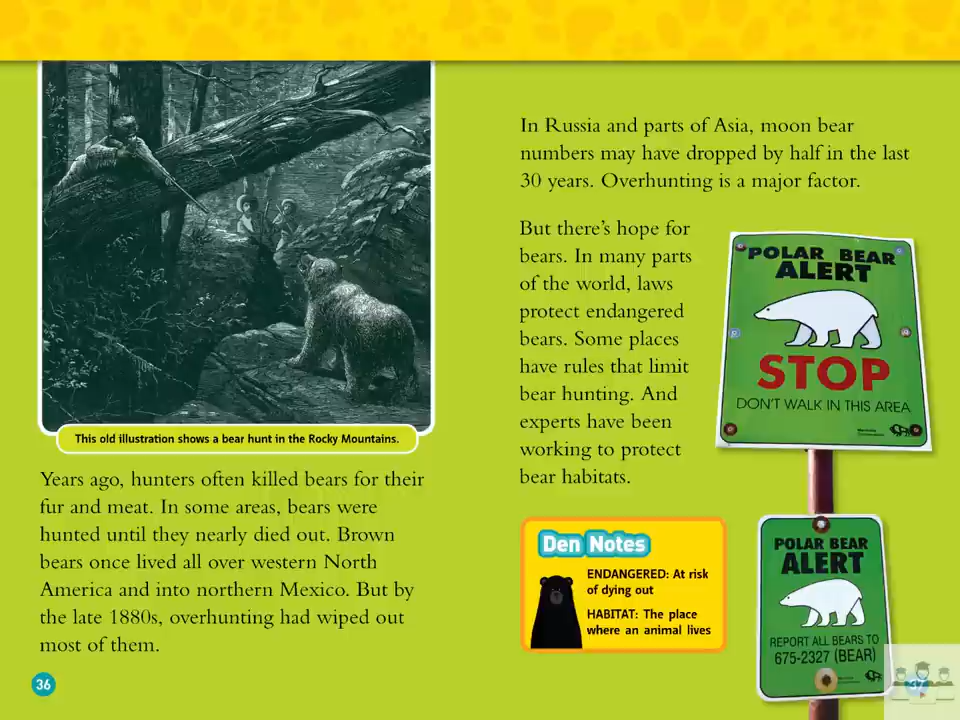 This old illustration shows a bear hunt in the Rocky Mountains.
Years ago, hunters often killed bears for their
fur and meat. In some areas, bears were
hunted until they nearly died out. Brown
bears once lived all over western North
America and into northern Mexico. But by
the late 1880s, overhunting had wiped out
most of them.
36
In Russia and parts of Asia, moon bear
numbers may have dropped by half in the last
30 years. Overhunting is a major factor.
But there's hope for
bears. In many parts
of the world, laws
protect endangered
bears. Some places
have rules that limit
bear hunting. And
experts have been
working to protect
bear habitats.
Den Notes
ENDANGERED: At risk
of dying out
HABITAT: The place
where an animal lives
POLAR BEAR
ALERT
STOP
DON'T WALK IN THIS AREA
POLAR BEAR
ALERT
REPORT ALL BEARS TO
675-2327 (BEAR)